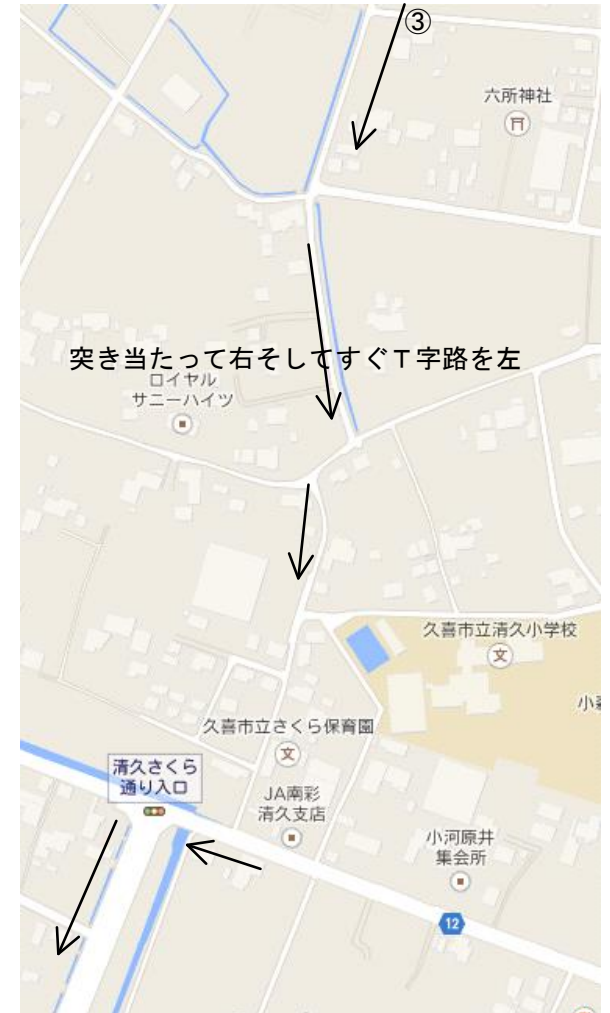 ③
六所神社
突き当たって右そしてすぐT字路を左
ロイヤル
サニーハイツ
久喜市立清久小学校
文
久喜市立さくら保育園
文
清久さくら
通り入口
JA南彩
清久支店
小河原井
集会所
12